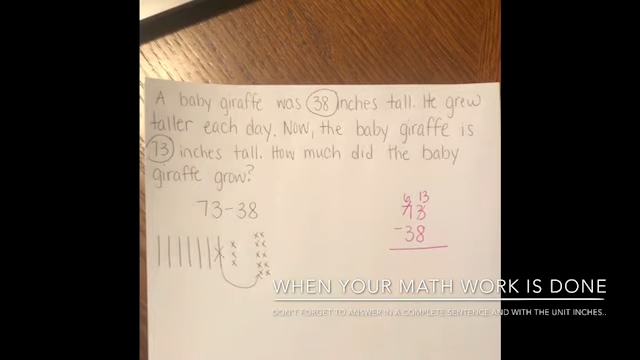 A baby giraffe was 38 inches tall. He grew
taller each day. Now, the baby giraffe is
73 inches tall. How much did the baby
giraffe grow?
73-38
6 13
73
-38
WHEN YOUR MATH WORK IS DONE
DON'T FORGET TO ANSWER IN A COMPLETE SENTENCE AND WITH THE UNIT INCHES..